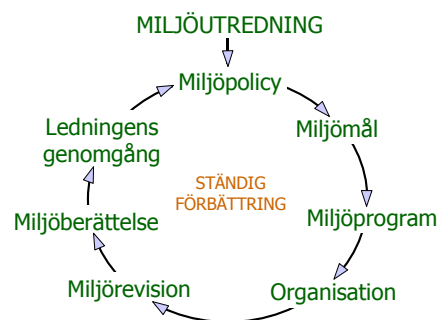 MILJÖUTREDNING
Miljöpolicy
Miljömål
Miljöprogram
Organisation
Miljörevision
Miljöberättelse
Ledningens
genomgång
STÄNDIG
FÖRBÄTTRING